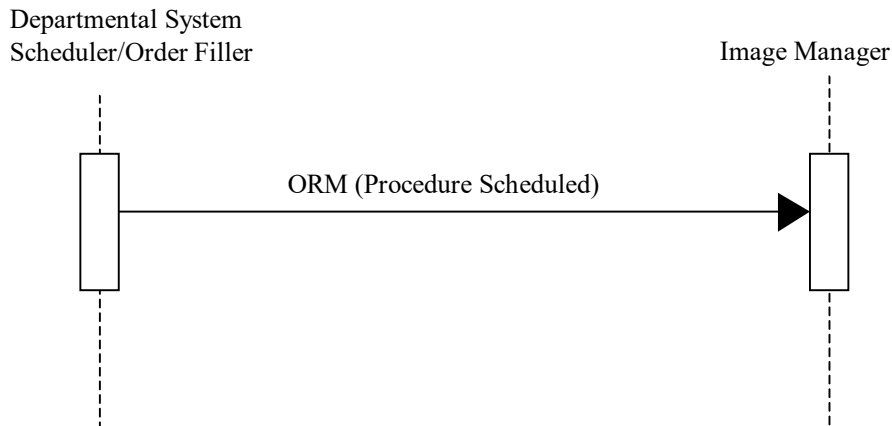 Departmental System
Scheduler/Order Filler
Image Manager
ORM (Procedure Scheduled)